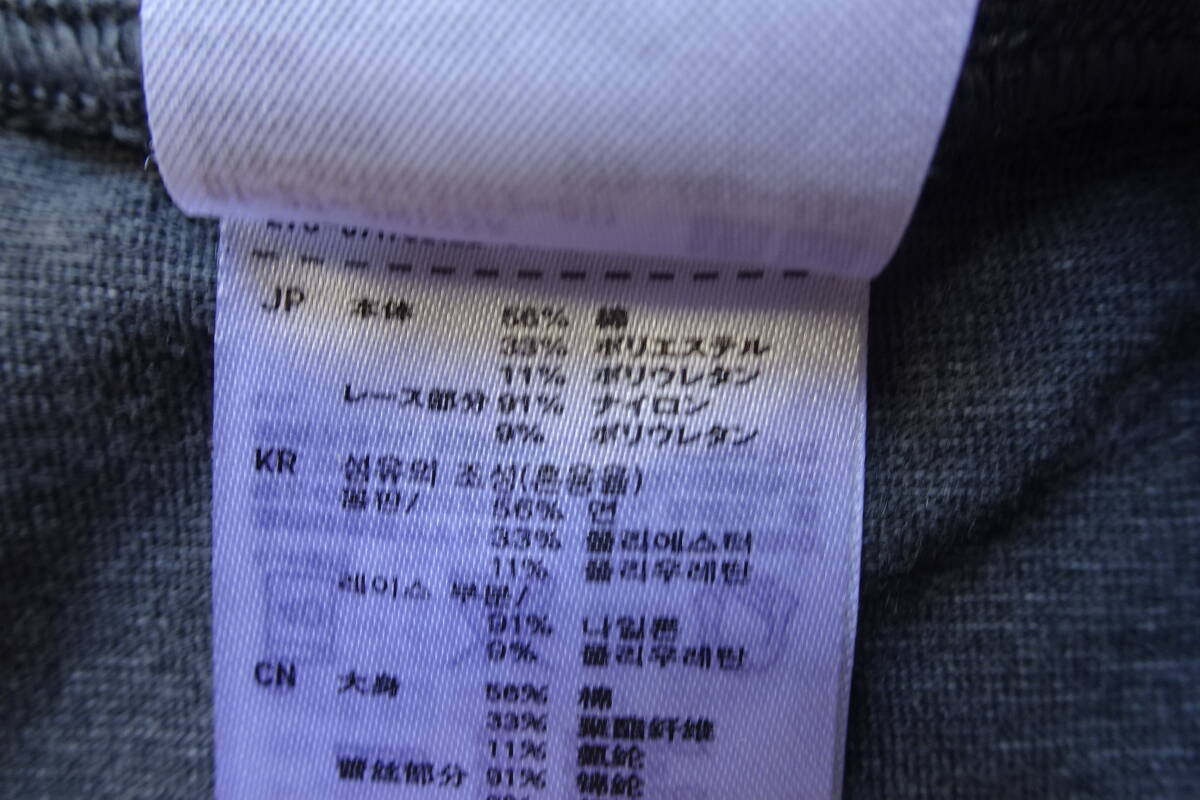 JP 本体 56% 綿
33% ポリエステル
11% ポリウレタン
レース部分 91% ナイロン
9% ポリウレタン
KR 섬유의 조성(혼용율)
몸판/ 56% 면
33% 폴리에스터
11% 폴리우레탄
레이스 부분/
91% 나일론
9% 폴리우레탄
CN 大身 56% 棉
33% 聚酯纤维
11% 氨纶
蕾丝部分 91% 锦纶